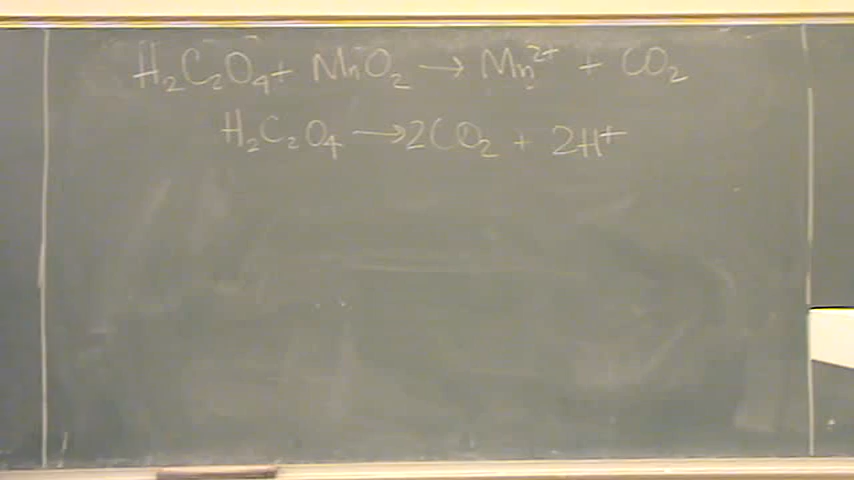 H₂C₂O₄ + MnO₂ → Mn²⁺ + CO₂
H₂C₂O₄ → 2CO₂ + 2H⁺